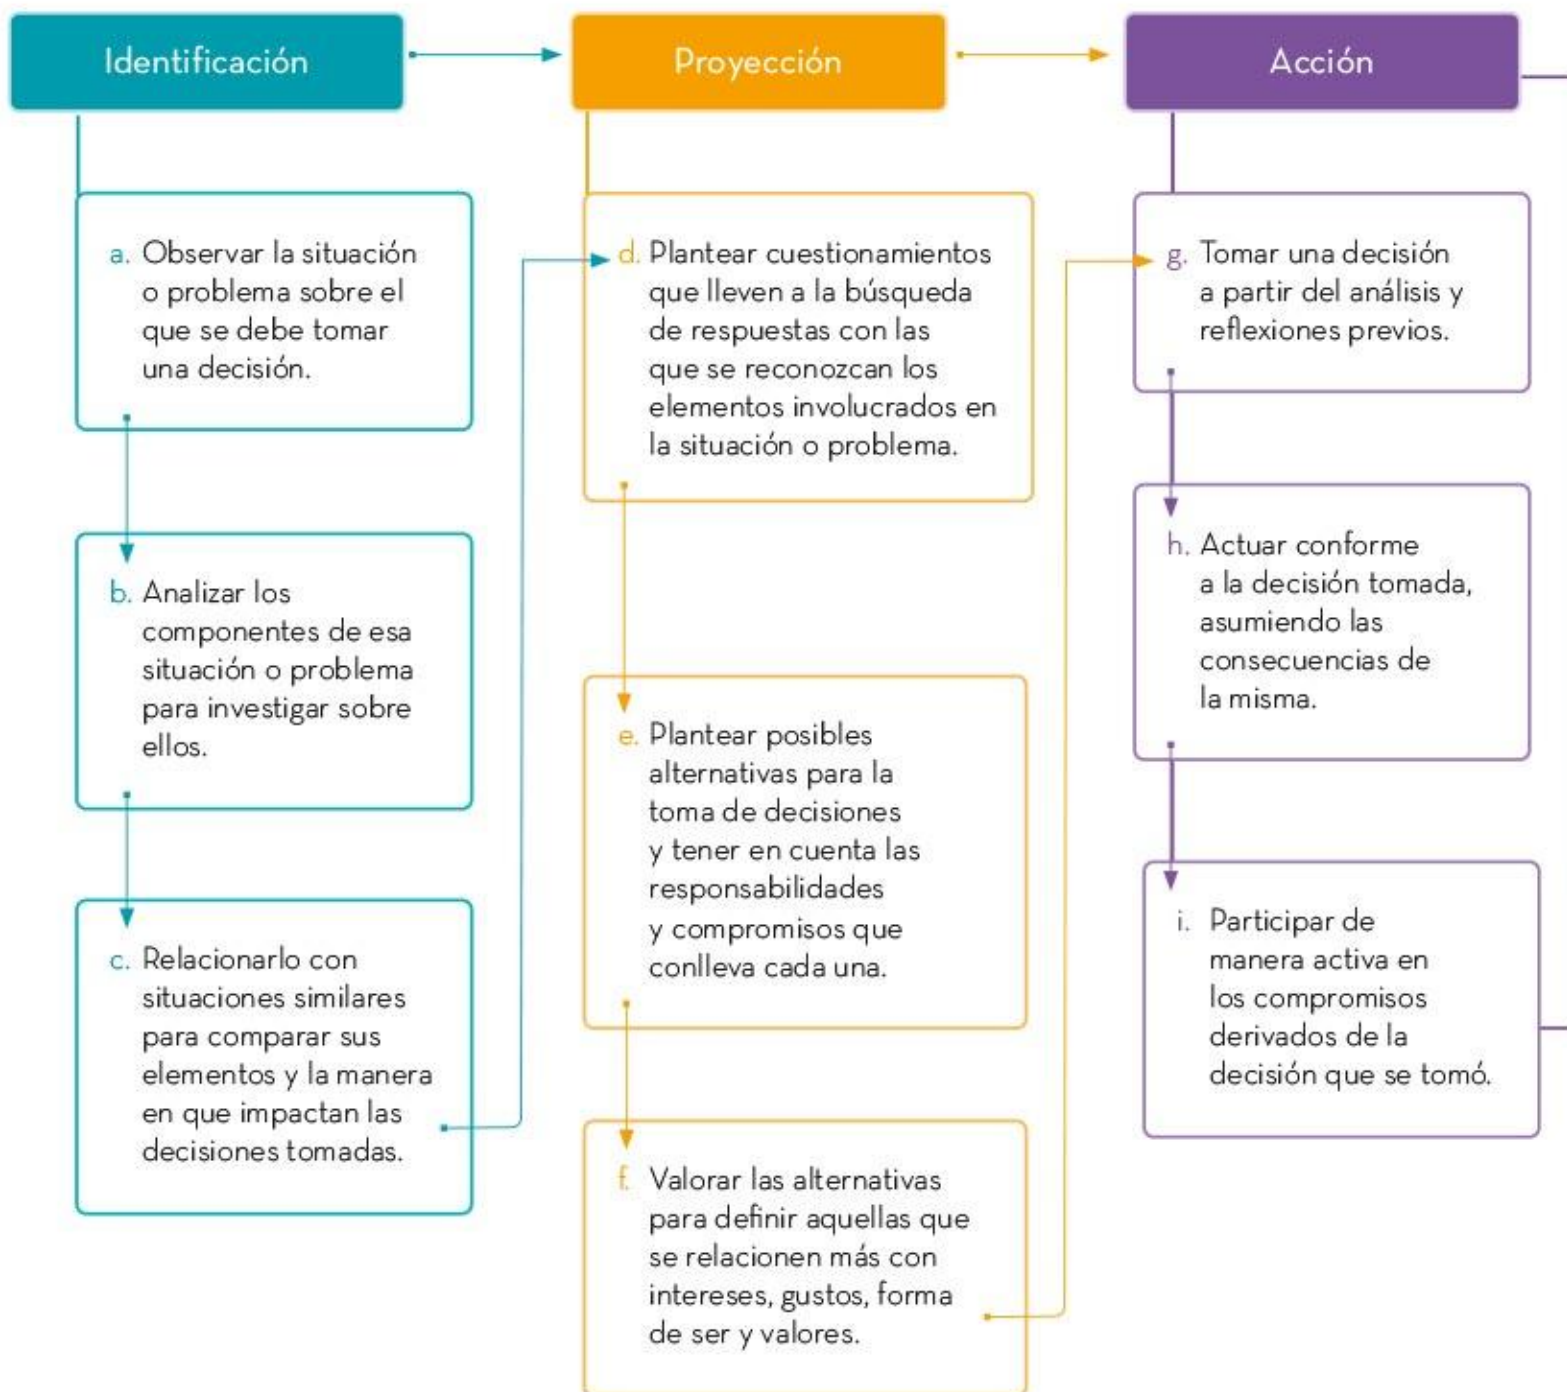 Identificación
Proyección
Acción
a. Observar la situación
o problema sobre el
que se debe tomar
una decisión.
b. Analizar los
componentes de esa
situación o problema
para investigar sobre
ellos.
c. Relacionarlo con
situaciones similares
para comparar sus
elementos y la manera
en que impactan las
decisiones tomadas.
d. Plantear cuestionamientos
que lleven a la búsqueda
de respuestas con las
que se reconozcan los
elementos involucrados en
la situación o problema.
e. Plantear posibles
alternativas para la
toma de decisiones
y tener en cuenta las
responsabilidades
y compromisos que
conlleva cada una.
f. Valorar las alternativas
para definir aquellas que
se relacionen más con
intereses, gustos, forma
de ser y valores.
g. Tomar una decisión
a partir del análisis y
reflexiones previos.
h. Actuar conforme
a la decisión tomada,
asumiendo las
consecuencias de
la misma.
i. Participar de
manera activa en
los compromisos
derivados de la
decisión que se tomó.